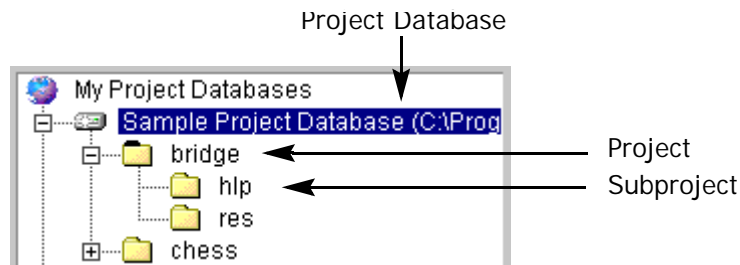 Project Database
My Project Databases
Sample Project Database (C:\Prog
bridge
Project
hlp
Subproject
res
chess